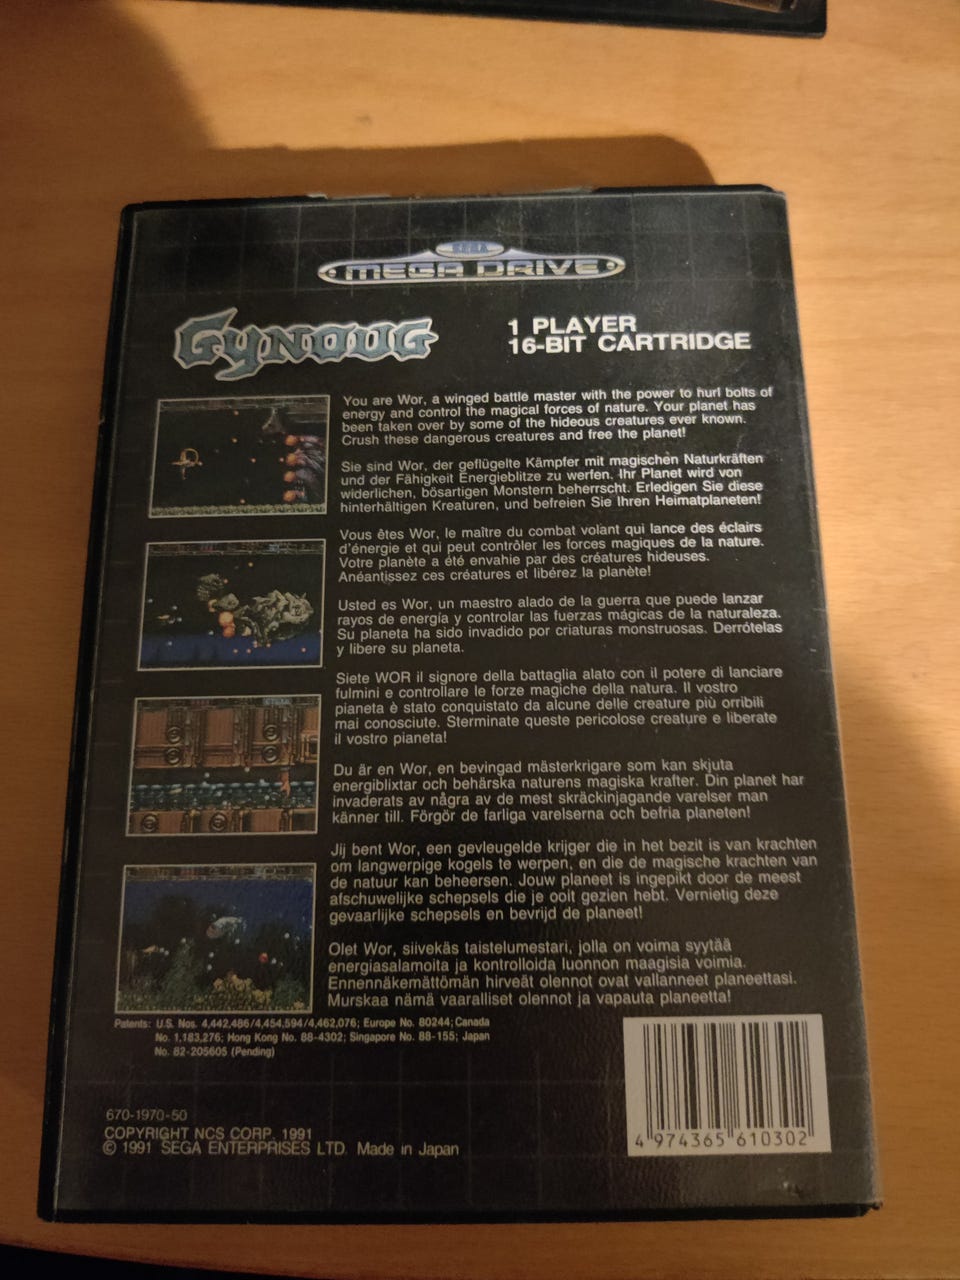 SEGA
MEGA DRIVE
GYNOUG
1 PLAYER
16-BIT CARTRIDGE
You are Wor, a winged battle master with the power to hurl bolts of
energy and control the magical forces of nature. Your planet has
been taken over by some of the hideous creatures ever known.
Crush these dangerous creatures and free the planet!
Sie sind Wor, der geflügelte Kämpfer mit magischen Naturkräften
und der Fähigkeit Energieblitze zu werfen. Ihr Planet wird von
widerlichen, bösartigen Monstern beherrscht. Erledigen Sie diese
hinterhältigen Kreaturen, und befreien Sie Ihren Heimatplaneten!
Vous êtes Wor, le maître du combat volant qui lance des éclairs
d'énergie et qui peut contrôler les forces magiques de la nature.
Votre planète a été envahie par des créatures hideuses.
Anéantissez ces créatures et libérez la planète!
Usted es Wor, un maestro alado de la guerra que puede lanzar
rayos de energía y controlar las fuerzas mágicas de la naturaleza.
Su planeta ha sido invadido por criaturas monstruosas. Derrótelas
y libere su planeta.
Siete WOR il signore della battaglia alato con il potere di lanciare
fulmini e controllare le forze magiche della natura. Il vostro
pianeta è stato conquistato da alcune delle creature più orribili
mai conosciute. Sterminate queste pericolose creature e liberate
il vostro pianeta!
Du är en Wor, en bevingad mästerkrigare som kan skjuta
energiblixtar och behärska naturens magiska krafter. Din planet har
invaderats av några av de mest skräckinjagande varelser man
känner till. Förgör de farliga varelserna och befria planeten!
Jij bent Wor, een gevleugelde krijger die in het bezit is van krachten
om langwerpige kogels te werpen, en die de magische krachten van
de natuur kan beheersen. Jouw planeet is ingepikt door de meest
afschuwelijke schepsels die je ooit gezien hebt. Vernietig deze
gevaarlijke schepsels en bevrijd de planeet!
Olet Wor, siivekäs taistelumestari, jolla on voima syytää
energiasalamoita ja kontrolloida luonnon maagisia voimia.
Ennennäkemättömän hirveät olennot ovat vallanneet planeettasi.
Murskaa nämä vaaralliset olennot ja vapauta planeetta!
Patents: U.S. Nos. 4,442,486/4,454,594/4,462,076; Europe No. 80244; Canada
No. 1,183,276; Hong Kong No. 88-4302; Singapore No. 88-155; Japan
No. 82-205605 (Pending)
670-1970-50
COPYRIGHT NCS CORP. 1991
© 1991 SEGA ENTERPRISES LTD. Made in Japan
4 974365 610302